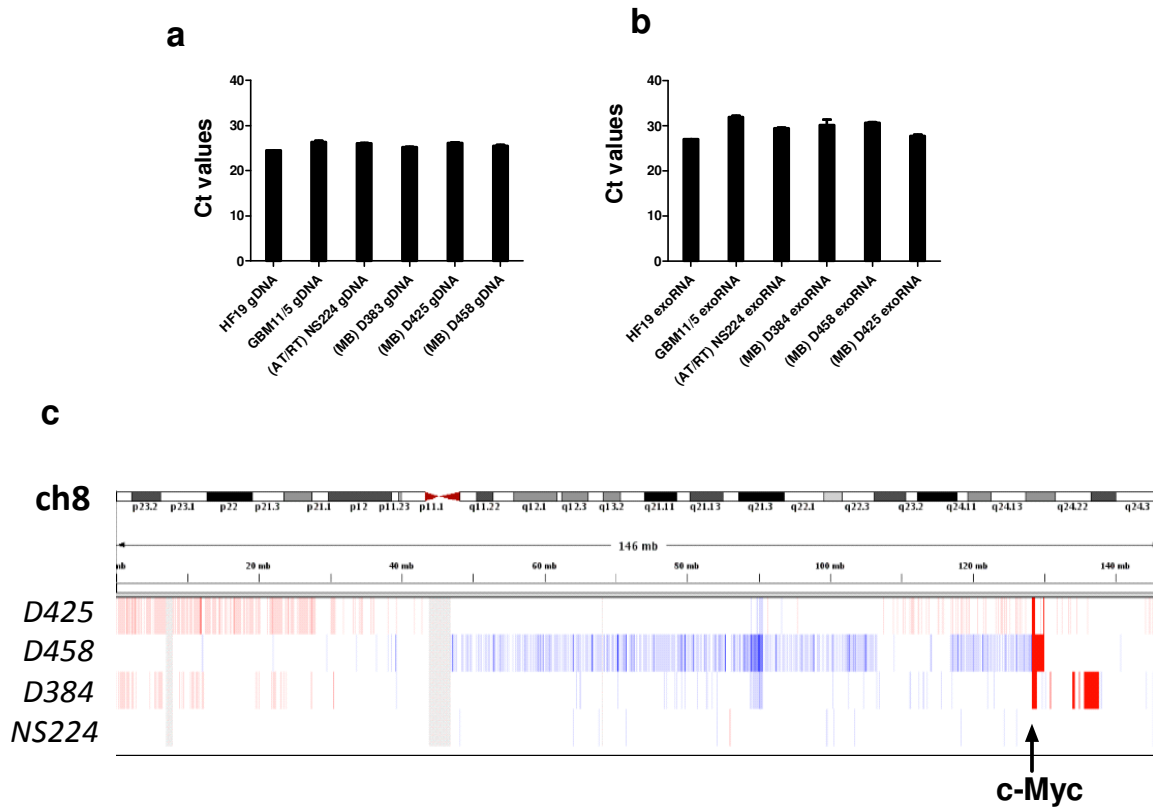 a
b
40
30
20
10
0
Ct values
HF19 gDNA
GBM11/5 gDNA
(AT/RT) NS224 gDNA
(MB) D383 gDNA
(MB) D425 gDNA
(MB) D458 gDNA
40
30
20
10
0
Ct values
HF19 exoRNA
GBM11/5 exoRNA
(AT/RT) NS224 exoRNA
(MB) D384 exoRNA
(MB) D458 exoRNA
(MB) D425 exoRNA
c
ch8
p23.2 p23.1 p22 p21.3 p21.1 p12 p11.23 p11.1 q11.22 q12.1 q12.3 q13.2 q21.11 q21.13 q21.3 q22.1 q22.3 q23.2 q24.11 q24.13 q24.22 q24.3
146 mb
mb 20 mb 40 mb 60 mb 80 mb 100 mb 120 mb 140 mb
D425
D458
D384
NS224
c-Myc